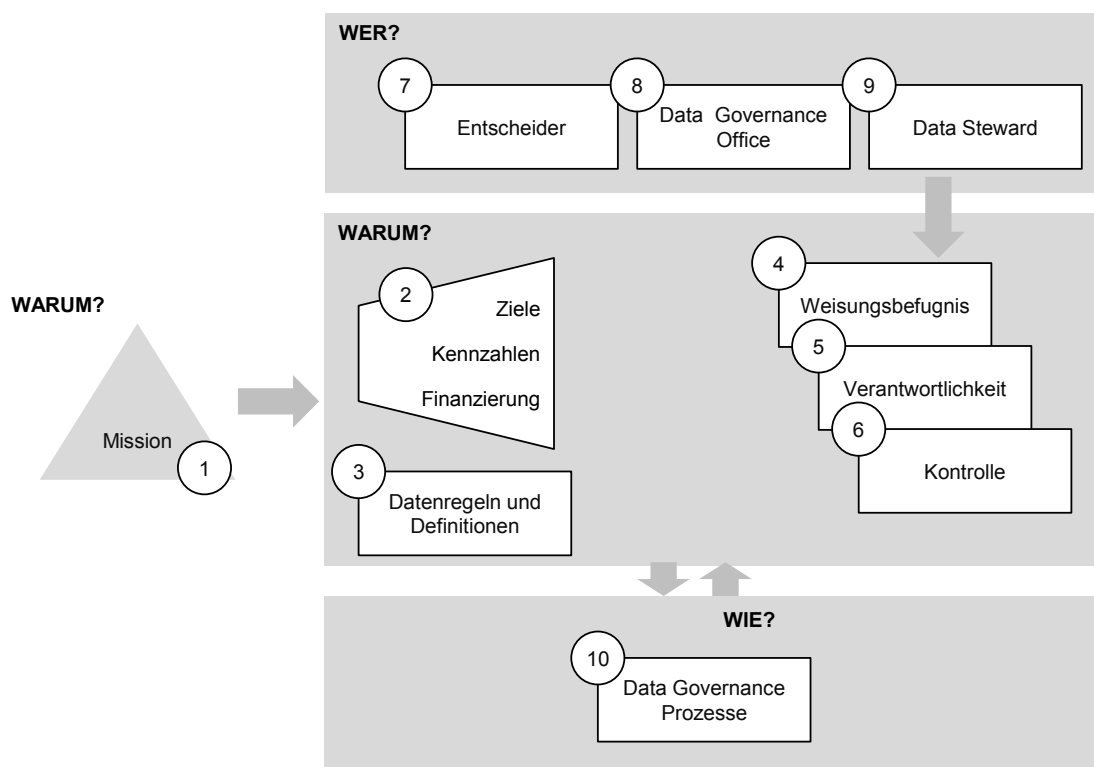 WER?
7
Entscheider
8
Data Governance
Office
9
Data Steward
WARUM?
Mission
1
WARUM?
2
Ziele
Kennzahlen
Finanzierung
3
Datenregeln und
Definitionen
4
Weisungsbefugnis
5
Verantwortlichkeit
6
Kontrolle
WIE?
10
Data Governance
Prozesse